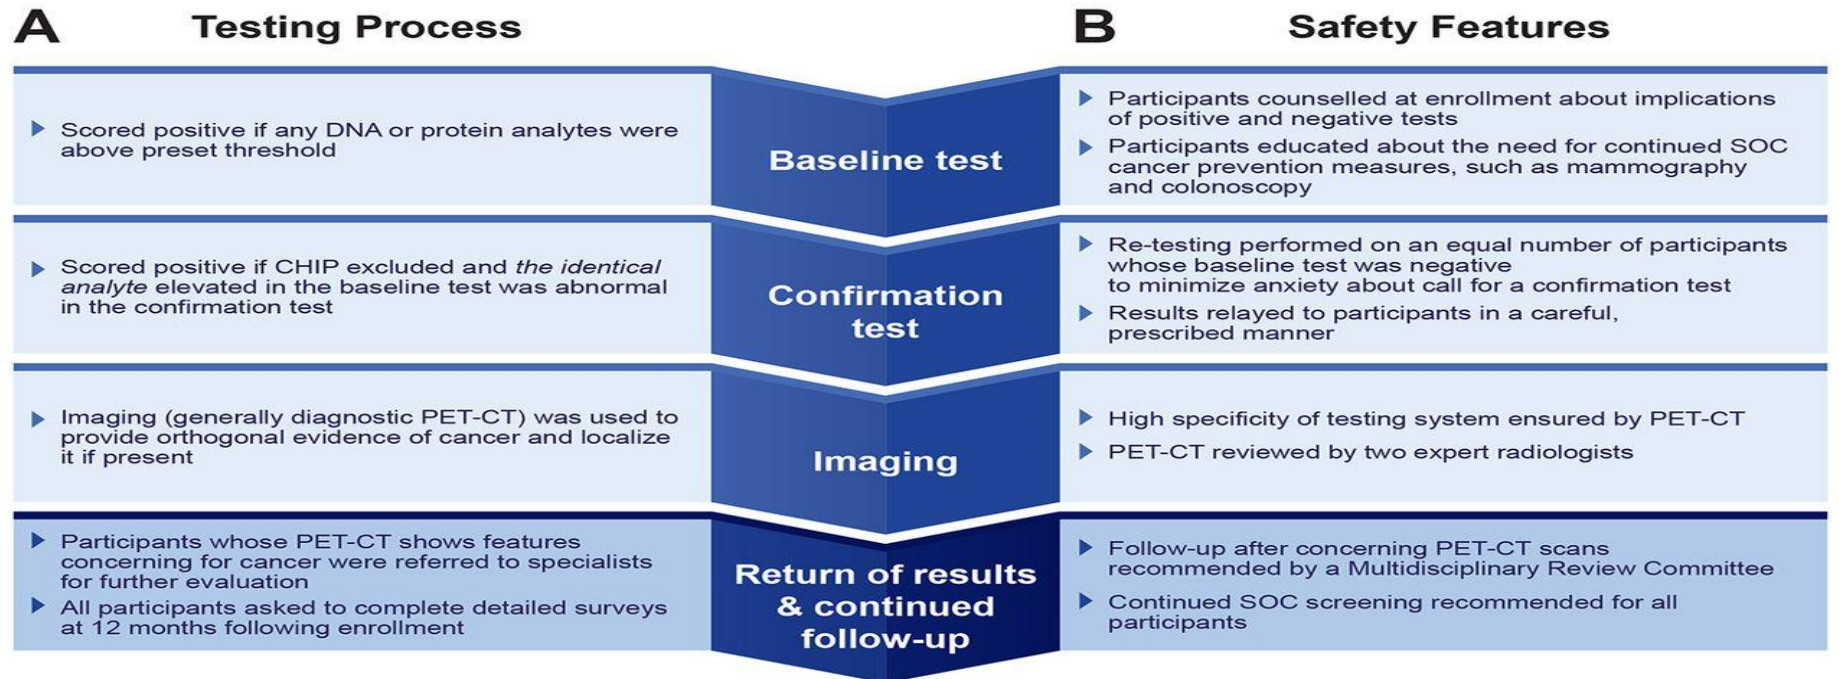 A Testing Process
B Safety Features
Scored positive if any DNA or protein analytes were
above preset threshold
Baseline test
Participants counselled at enrollment about implications
of positive and negative tests
Participants educated about the need for continued SOC
cancer prevention measures, such as mammography
and colonoscopy
Scored positive if CHIP excluded and the identical
analyte elevated in the baseline test was abnormal
in the confirmation test
Confirmation
test
Re-testing performed on an equal number of participants
whose baseline test was negative
to minimize anxiety about call for a confirmation test
Results relayed to participants in a careful,
prescribed manner
Imaging (generally diagnostic PET-CT) was used to
provide orthogonal evidence of cancer and localize
it if present
Imaging
High specificity of testing system ensured by PET-CT
PET-CT reviewed by two expert radiologists
Participants whose PET-CT shows features
concerning for cancer were referred to specialists
for further evaluation
All participants asked to complete detailed surveys
at 12 months following enrollment
Return of results
& continued
follow-up
Follow-up after concerning PET-CT scans
recommended by a Multidisciplinary Review Committee
Continued SOC screening recommended for all
participants